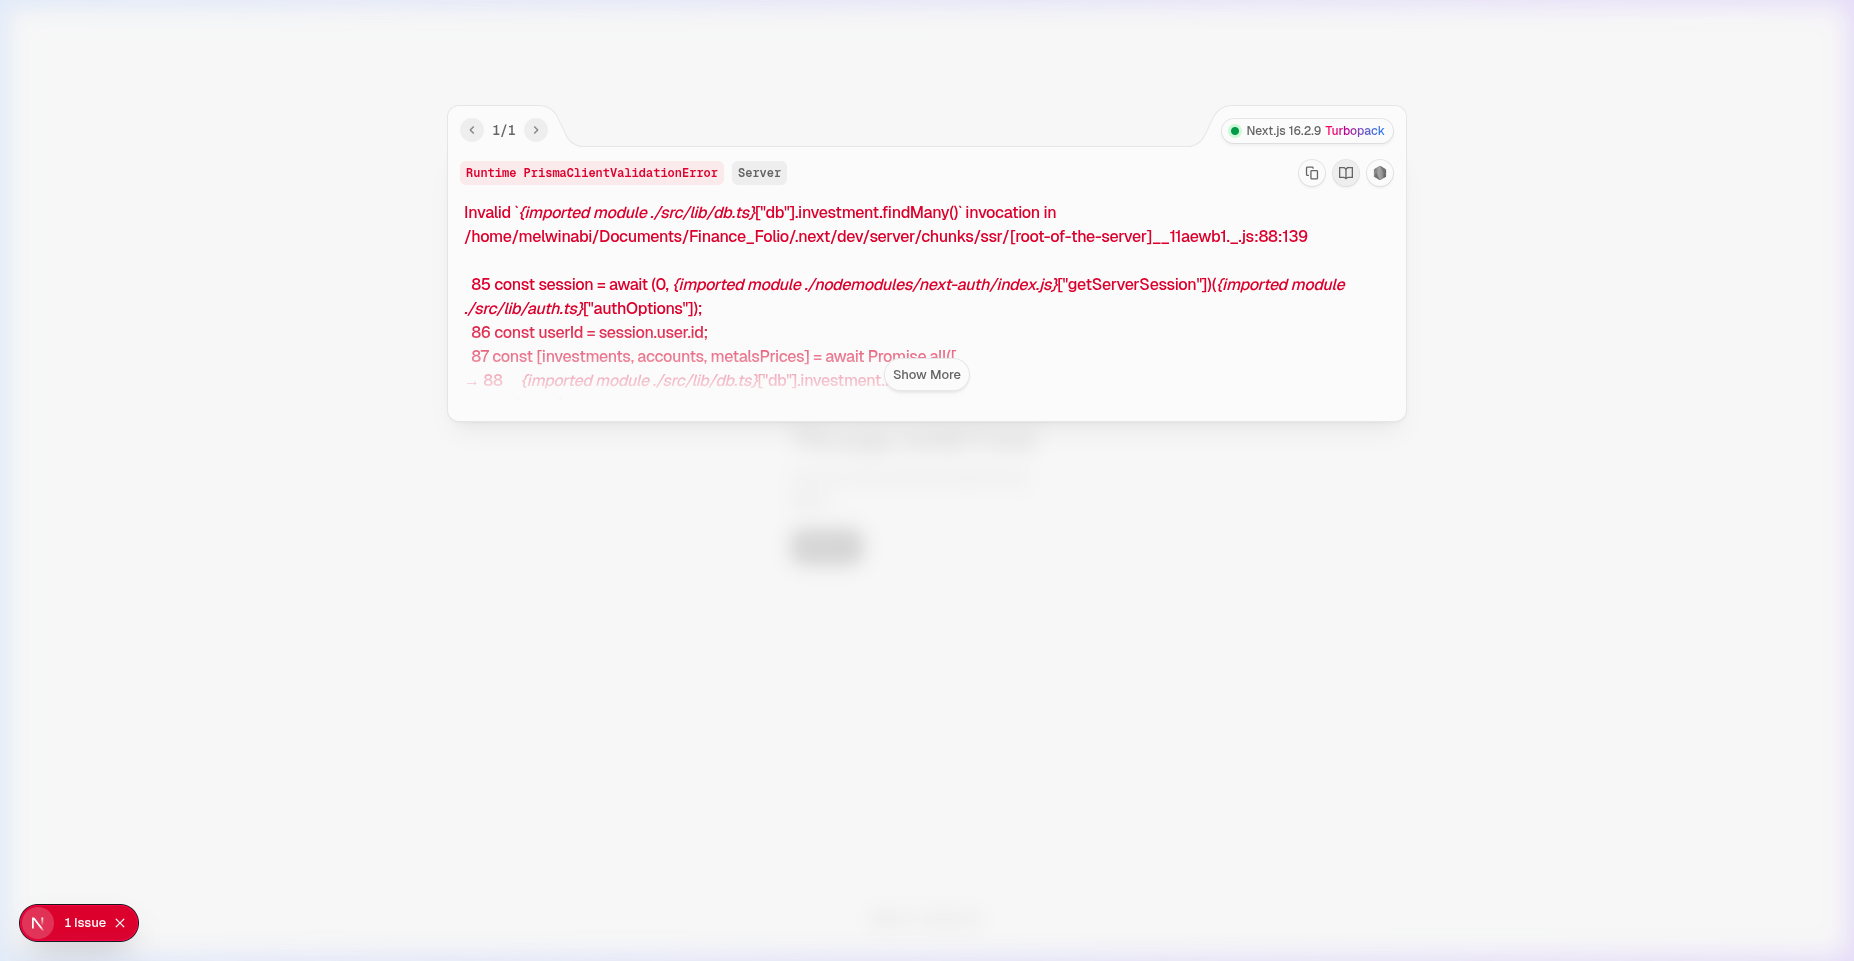 1/1
Next.js 16.2.9 Turbopack
Runtime PrismaClientValidationError
Server
Invalid `{imported module ./src/lib/db.ts}["db"].investment.findMany()` invocation in
/home/melwinabi/Documents/Finance_Folio/.next/dev/server/chunks/ssr/[root-of-the-server]__11aewb1._.js:88:139
85 const session = await (0, {imported module ./nodemodules/next-auth/index.js}["getServerSession"])({imported module
./src/lib/auth.ts}["authOptions"]);
86 const userId = session.user.id;
87 const [investments, accounts, metalsPrices] = await Promise.all([
→ 88 {imported module ./src/lib/db.ts}["db"].investment.
Show More
1 Issue